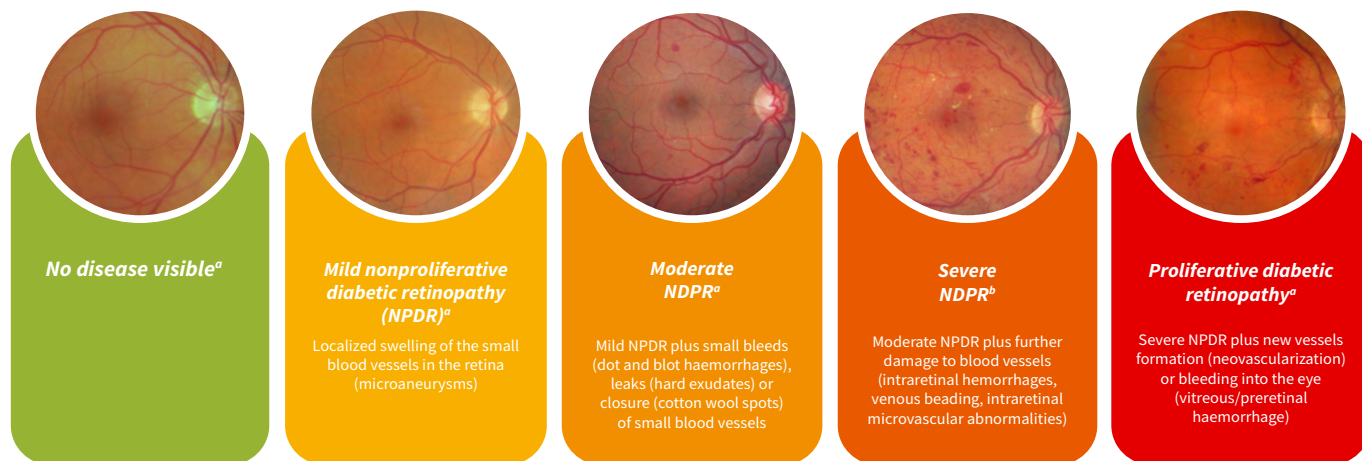 No disease visibleᵃ
Mild nonproliferative
diabetic retinopathy
(NPDR)ᵃ
Localized swelling of the small
blood vessels in the retina
(microaneurysms)
Moderate
NDPRᵃ
Mild NPDR plus small bleeds
(dot and blot haemorrhages),
leaks (hard exudates) or
closure (cotton wool spots)
of small blood vessels
Severe
NDPRᵇ
Moderate NPDR plus further
damage to blood vessels
(intraretinal hemorrhages,
venous beading, intraretinal
microvascular abnormalities)
Proliferative diabetic
retinopathyᵃ
Severe NPDR plus new vessels
formation (neovascularization)
or bleeding into the eye
(vitreous/preretinal
haemorrhage)